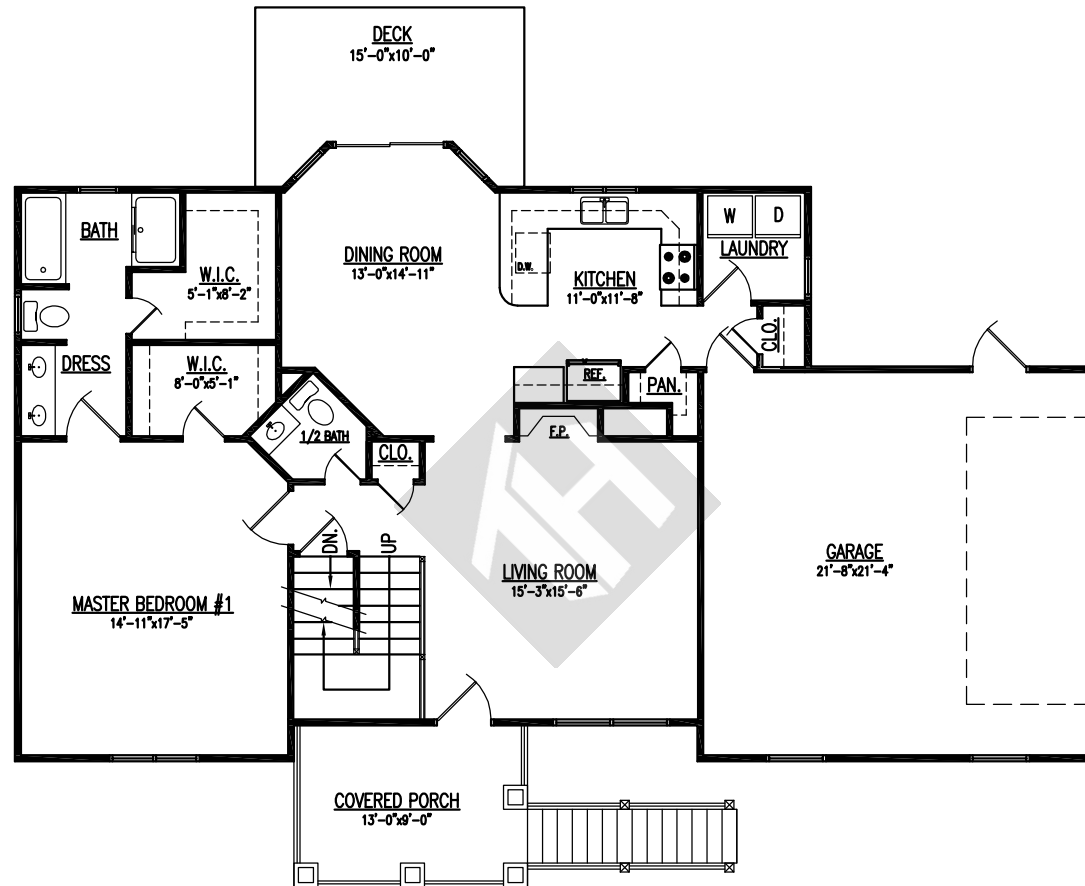 DECK
15'-0"x10'-0"
BATH
W.I.C.
5'-1"x8'-2"
DINING ROOM
13'-0"x14'-11"
D.W.
KITCHEN
11'-0"x11'-8"
W
D
LAUNDRY
CLO.
DRESS
W.I.C.
8'-0"x5'-1"
REF.
PAN.
1/2 BATH
CLO.
F.P.
DN.
UP
MASTER BEDROOM #1
14'-11"x17'-5"
LIVING ROOM
15'-3"x15'-6"
GARAGE
21'-8"x21'-4"
COVERED PORCH
13'-0"x9'-0"